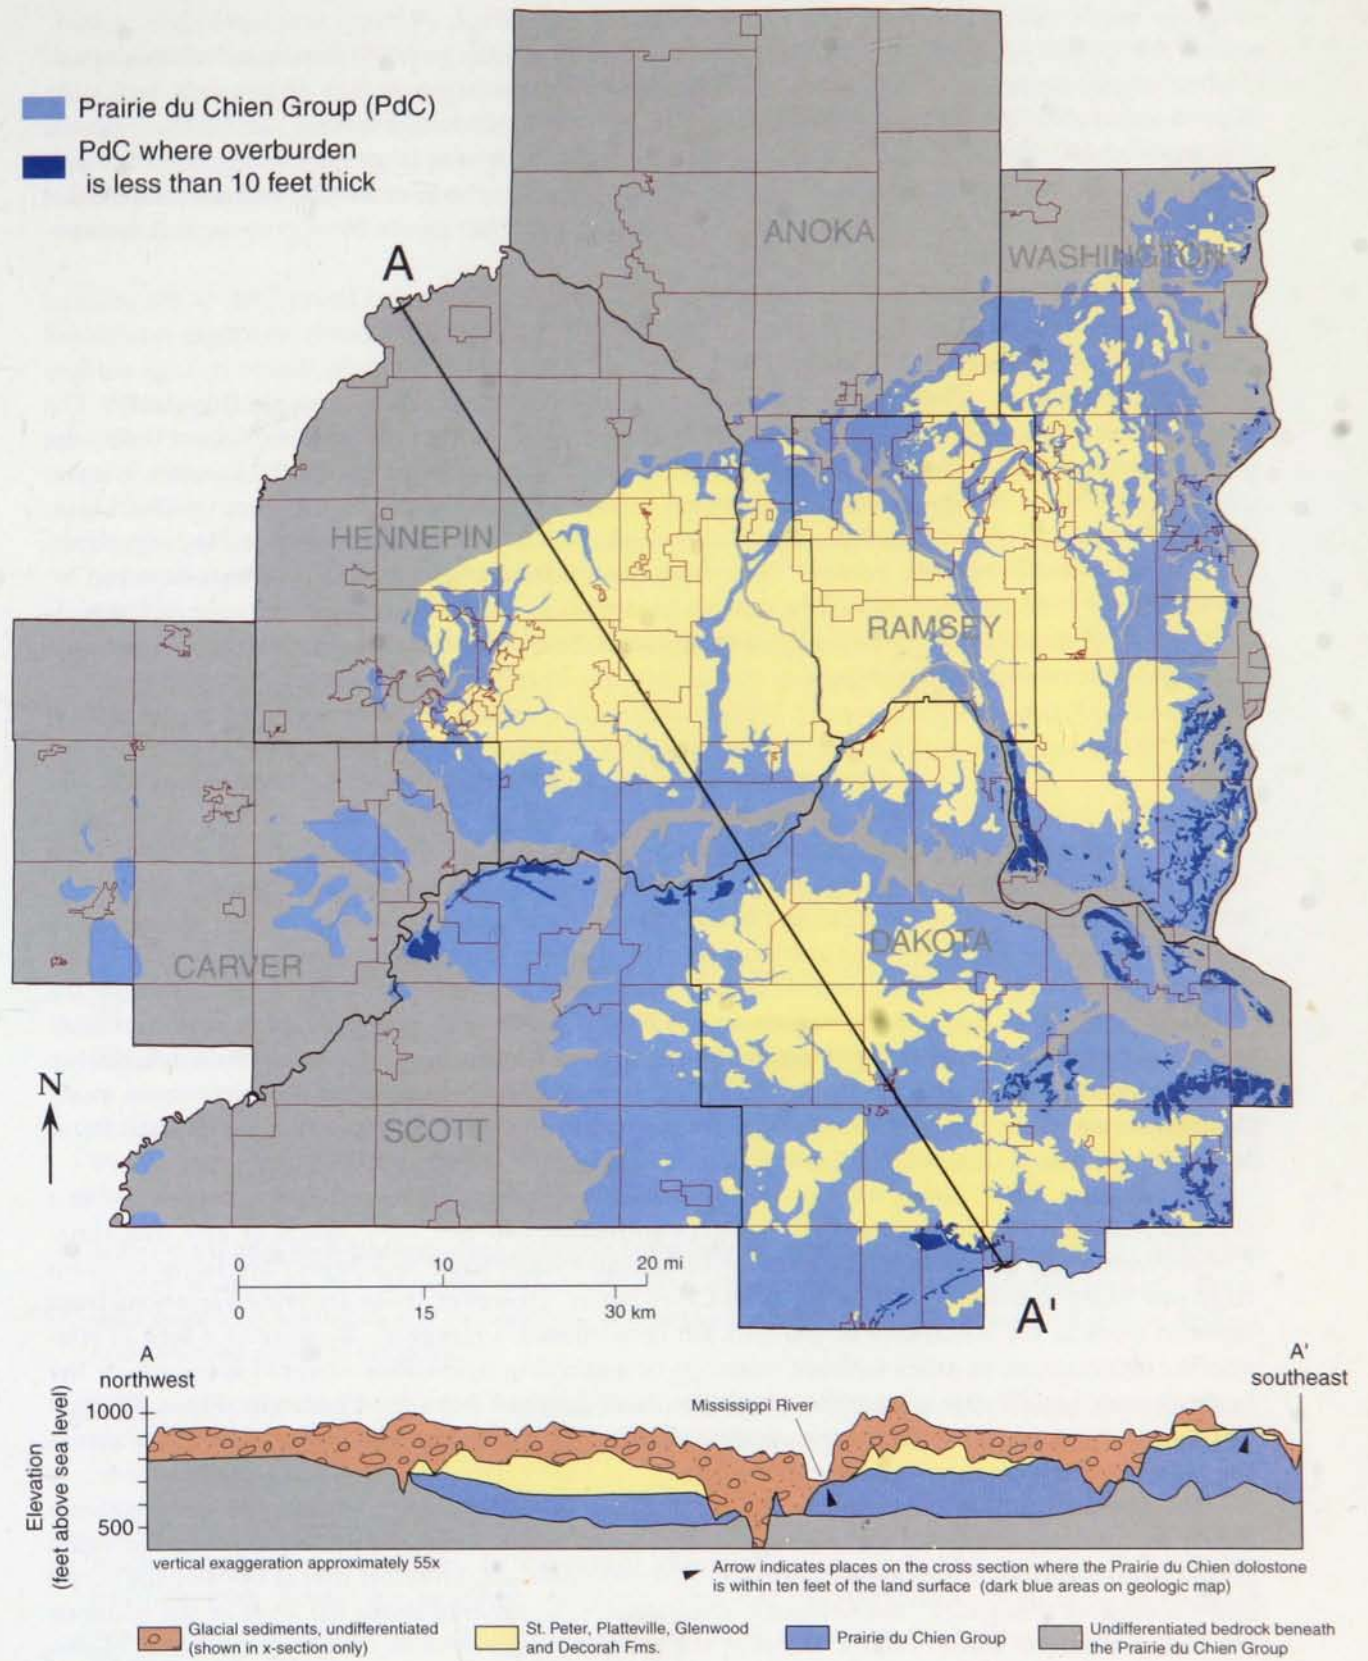 Prairie du Chien Group (PdC)
PdC where overburden
is less than 10 feet thick
ANOKA
WASHINGTON
A
HENNEPIN
RAMSEY
DAKOTA
CARVER
N
SCOTT
0 10 20 mi
0 15 30 km
A'
A
northwest
A'
southeast
Mississippi River
Elevation
(feet above sea level)
1000
500
vertical exaggeration approximately 55x
Arrow indicates places on the cross section where the Prairie du Chien dolostone
is within ten feet of the land surface (dark blue areas on geologic map)
Glacial sediments, undifferentiated
(shown in x-section only)
St. Peter, Platteville, Glenwood
and Decorah Fms.
Prairie du Chien Group
Undifferentiated bedrock beneath
the Prairie du Chien Group